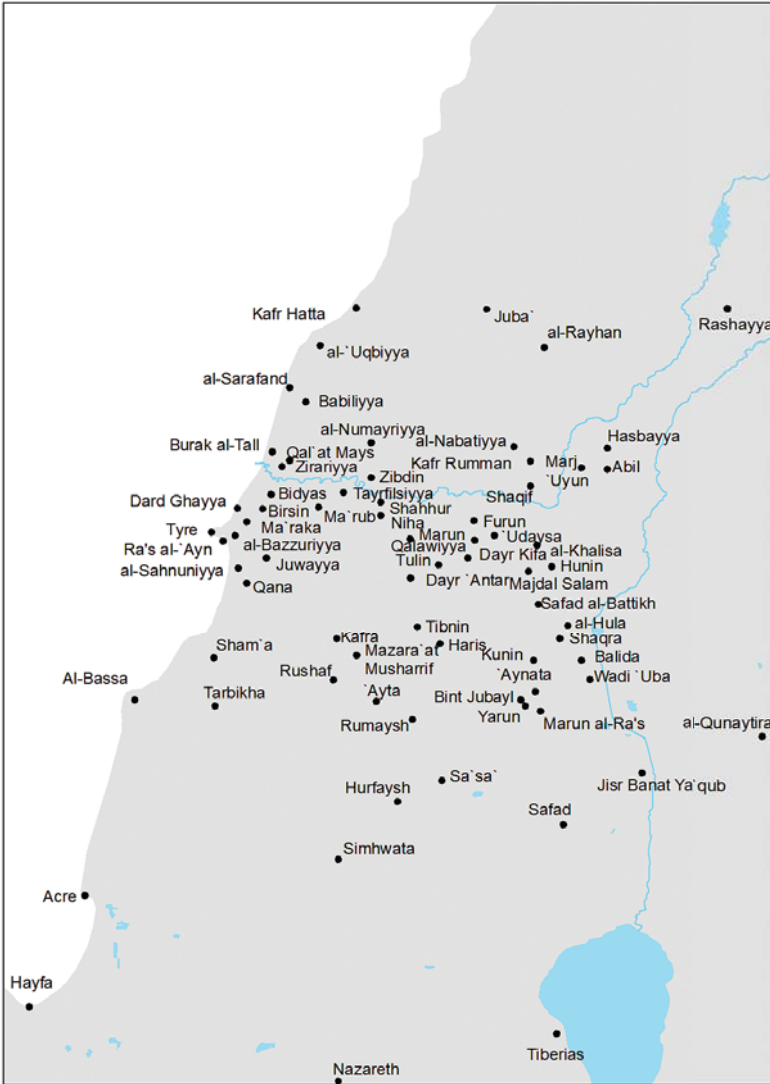 Kafr Hatta
Juba`
Rashayya
al-Rayhan
al-`Uqbiyya
al-Sarafand
Babiliyya
al-Numayriyya
Burak al-Tall
Qal`at Mays
al-Nabatiyya
Hasbayya
Zirariyya
Kafr Rumman
Marj
`Uyun
Abil
Zibdin
Shaqif
Bidyas
Tayrfilsiyya
Dard Ghayya
Birsin
Ma`rub
Shahhur
Niha
Furun
Tyre
Ma`raka
Marun
`Udaysa
Ra's al-`Ayn
al-Bazzuriyya
Qalawiyya
Dayr Kifa
al-Khalisa
al-Sahnuniyya
Juwayya
Tulin
Hunin
Qana
Dayr `Antar
Majdal Salam
Safad al-Battikh
al-Hula
Tibnin
Kafra
Haris
Shaqra
Sham`a
Mazara`at
Musharrif
Kunin
Balida
Rushaf
`Aynata
Wadi `Uba
Al-Bassa
Tarbikha
`Ayta
Bint Jubayl
Rumaysh
Yarun
Marun al-Ra's
al-Qunaytira
Sa`sa`
Jisr Banat Ya`qub
Hurfaysh
Safad
Simhwata
Acre
Hayfa
Tiberias
Nazareth